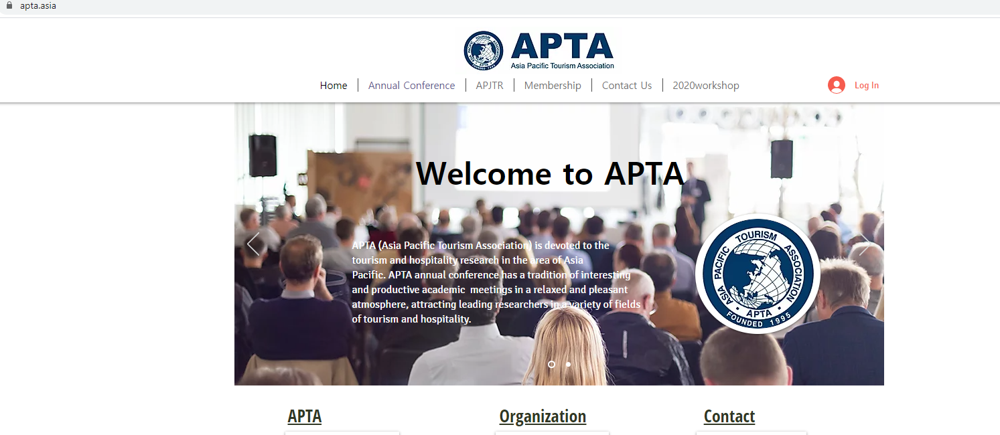 apta.asia
APTA
Asia Pacific Tourism Association
Home
Annual Conference
APJTR
Membership
Contact Us
2020workshop
Log In
Welcome to APTA
APTA (Asia Pacific Tourism Association) is devoted to the
tourism and hospitality research in the area of Asia
Pacific. APTA annual conference has a tradition of interesting
and productive academic  meetings in a relaxed and pleasant
atmosphere, attracting leading researchers in a variety of fields
of tourism and hospitality.
ASIA PACIFIC TOURISM ASSOCIATION
• APTA •
FOUNDED 1995
APTA
Organization
Contact